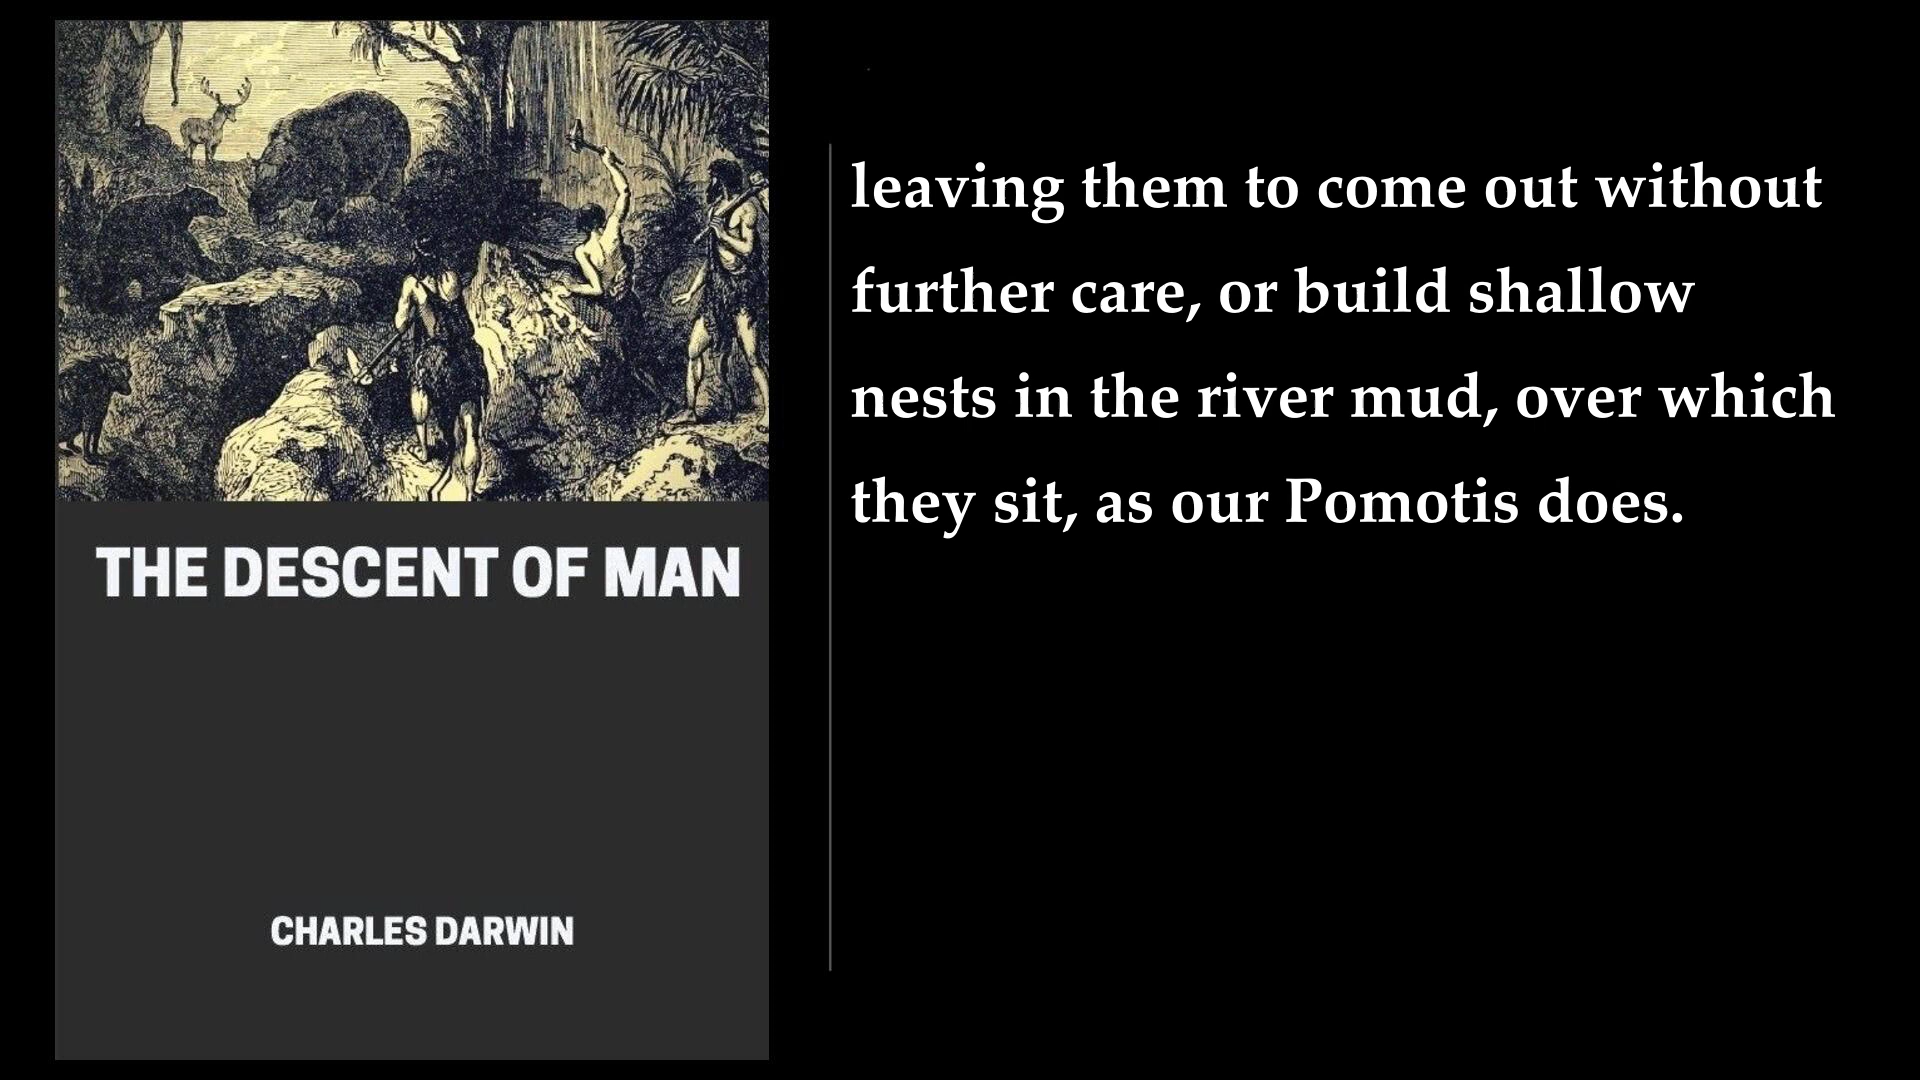 THE DESCENT OF MAN
CHARLES DARWIN
leaving them to come out without
further care, or build shallow
nests in the river mud, over which
they sit, as our Pomotis does.